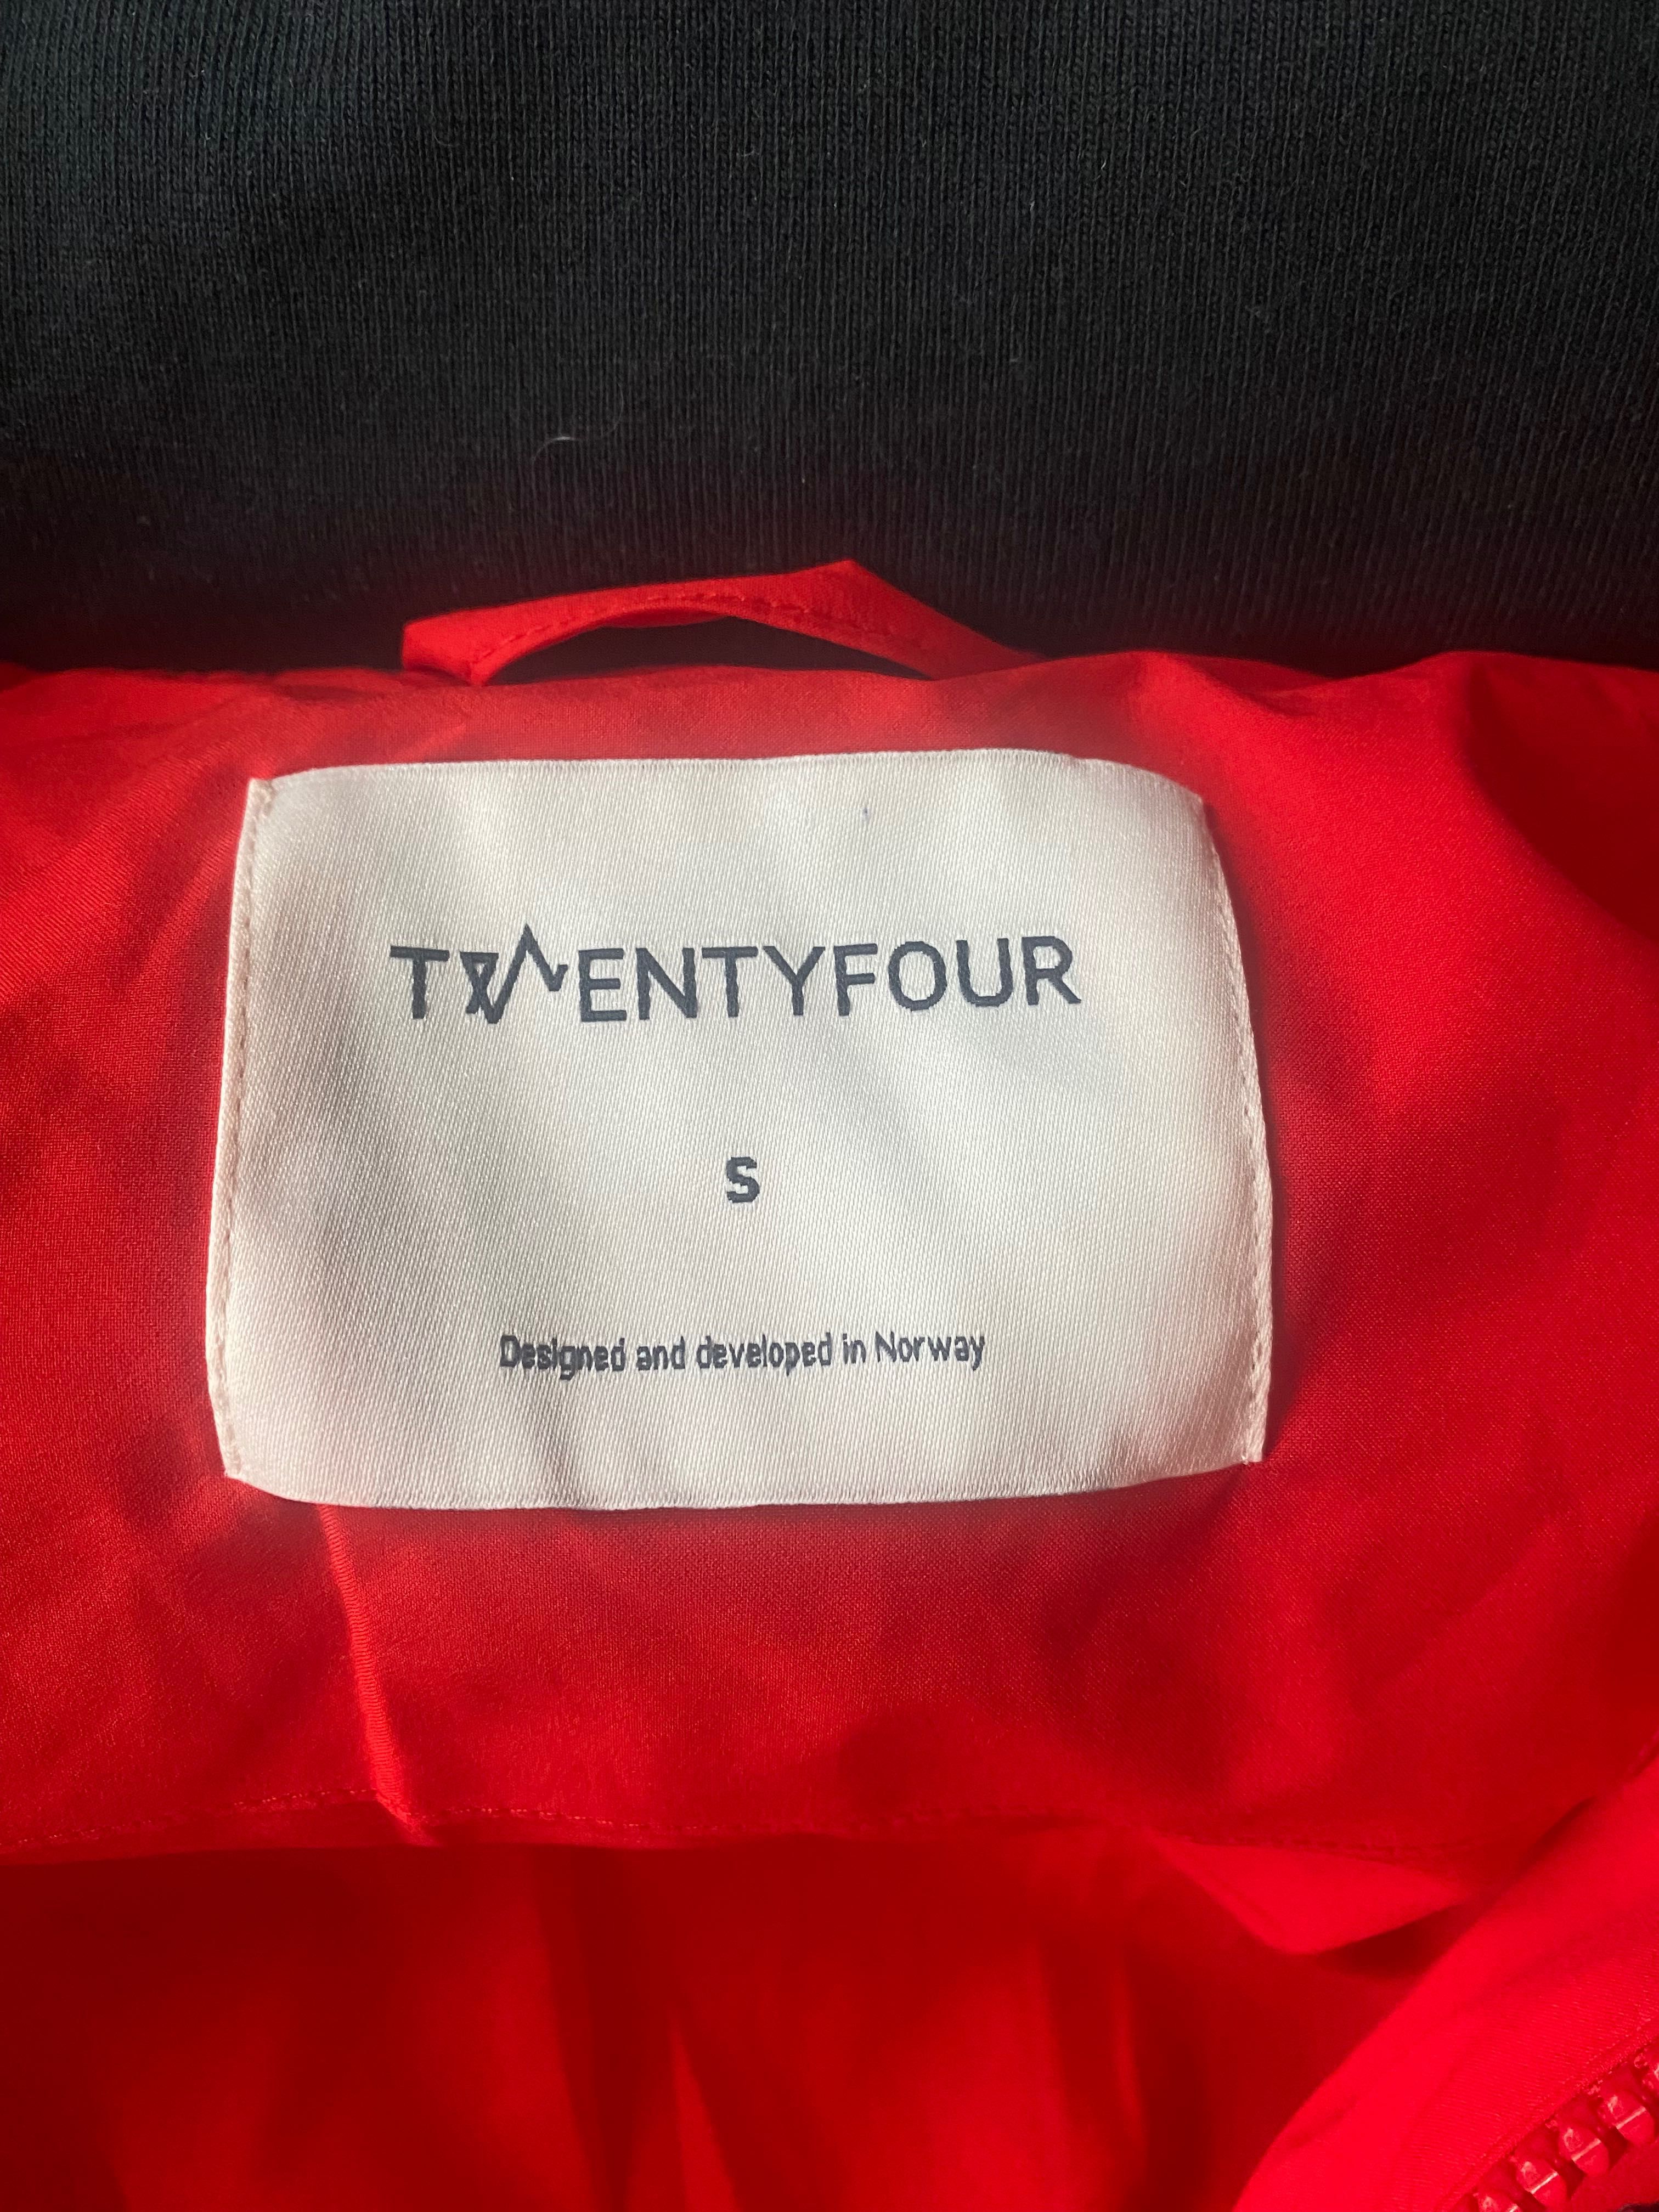 TWENTYFOUR
S
Designed and developed in Norway